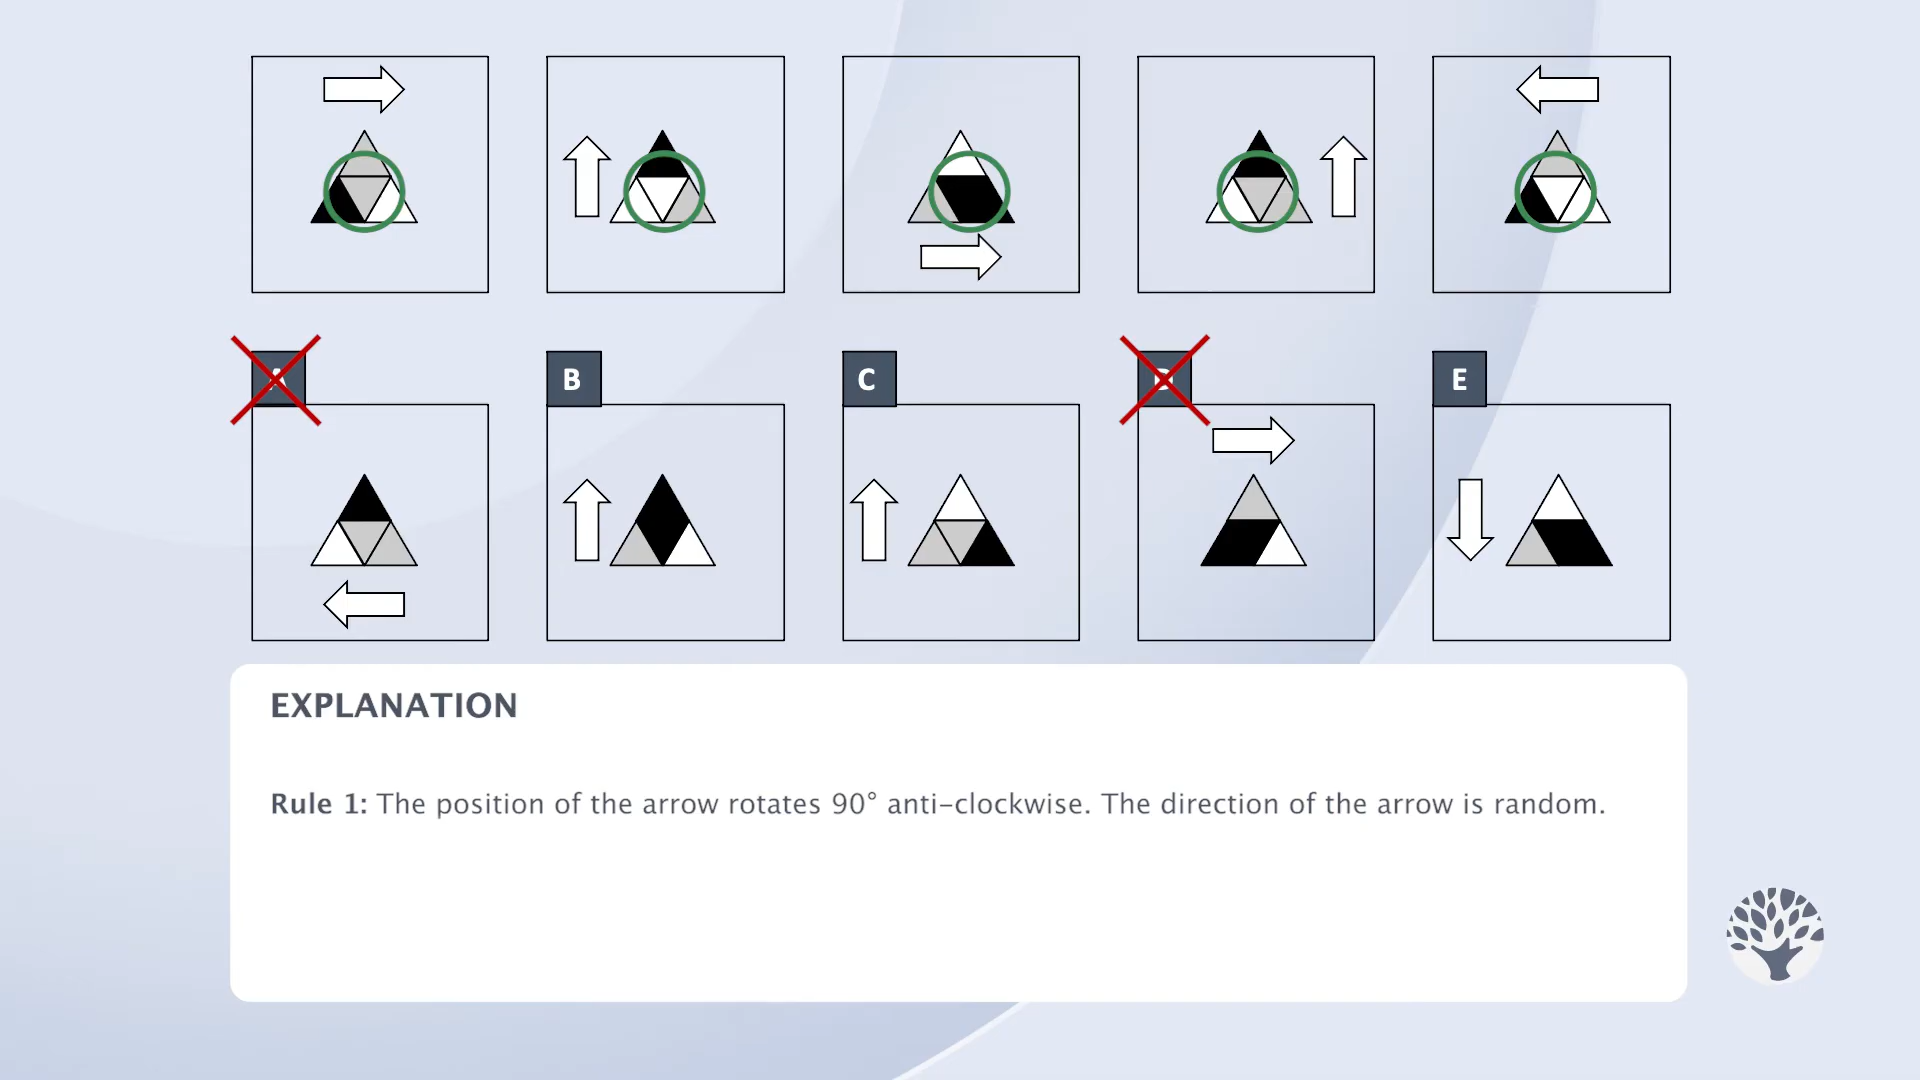 A
B
C
D
E
EXPLANATION
Rule 1: The position of the arrow rotates 90° anti-clockwise. The direction of the arrow is random.